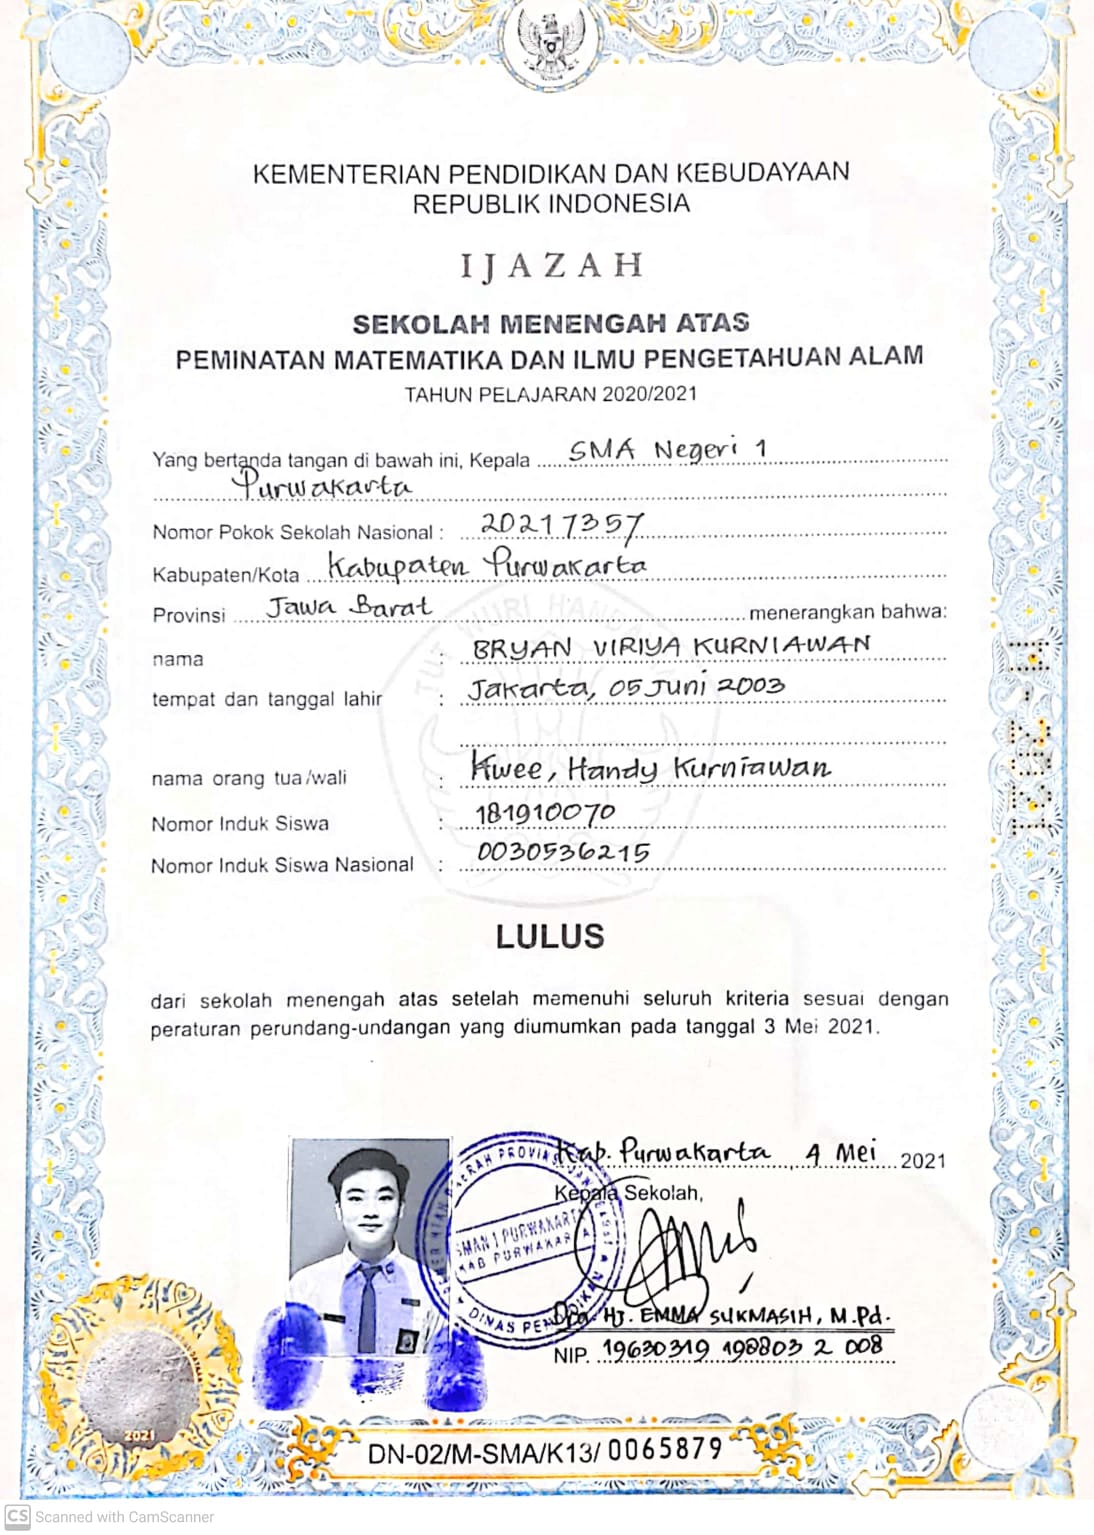 KEMENTERIAN PENDIDIKAN DAN KEBUDAYAAN
REPUBLIK INDONESIA
IJAZAH
SEKOLAH MENENGAH ATAS
PEMINATAN MATEMATIKA DAN ILMU PENGETAHUAN ALAM
TAHUN PELAJARAN 2020/2021
Yang bertanda tangan di bawah ini, Kepala SMA Negeri 1
Purwakarta
Nomor Pokok Sekolah Nasional : 20217357
Kabupaten/Kota Kabupaten Purwakarta
Provinsi Jawa Barat menerangkan bahwa:
nama : BRYAN VIRIYA KURNIAWAN
tempat dan tanggal lahir : Jakarta, 05 Juni 2003
nama orang tua/wali : Kwee, Handy Kurniawan
Nomor Induk Siswa : 181910070
Nomor Induk Siswa Nasional : 0030536215
LULUS
dari sekolah menengah atas setelah memenuhi seluruh kriteria sesuai dengan
peraturan perundang-undangan yang diumumkan pada tanggal 3 Mei 2021.
Kab. Purwakarta, 4 Mei 2021
Kepala Sekolah,
SMAN 1 PURWAKARTA
KAB PURWAKARTA
DINAS PENDIDIKAN
Dra. Hj. EMMA SUKMASIH, M.Pd.
NIP. 19630319 198803 2 008
2021
DN-02/M-SMA/K13/ 0065879
CS Scanned with CamScanner